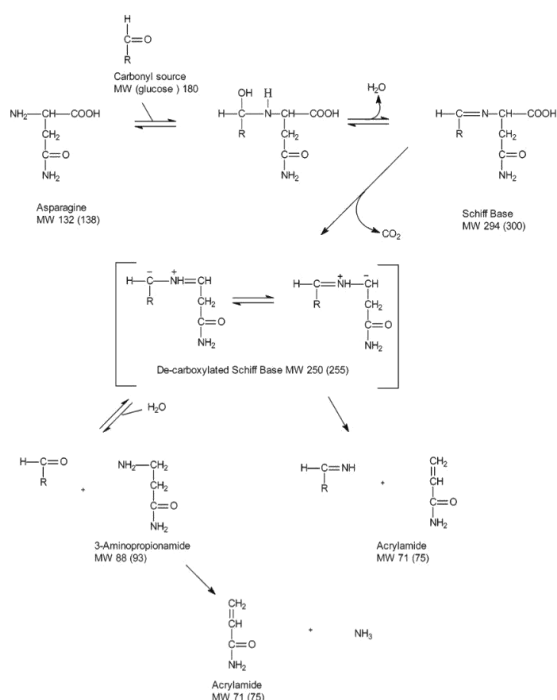 H
C=O
R
Carbonyl source
MW (glucose ) 180
NH2 CH COOH
CH2
C=O
NH2
Asparagine
MW 132 (138)
OH H
H C N CH COOH
R CH2
C=O
NH2
H2O
H C N CH COOH
R CH2
C=O
NH2
Schiff Base
MW 294 (300)
CO2
- +
H C NH CH
R CH2
C=O
NH2
+ -
H C NH CH
R CH2
C=O
NH2
De-carboxylated Schiff Base MW 250 (255)
H2O
H C=O
R
+
NH2 CH2
CH2
C=O
NH2
3-Aminopropionamide
MW 88 (93)
H C=NH
R
+
CH2
CH
C=O
NH2
Acrylamide
MW 71 (75)
CH2
CH
C=O
NH2
Acrylamide
MW 71 (75)
+
NH3